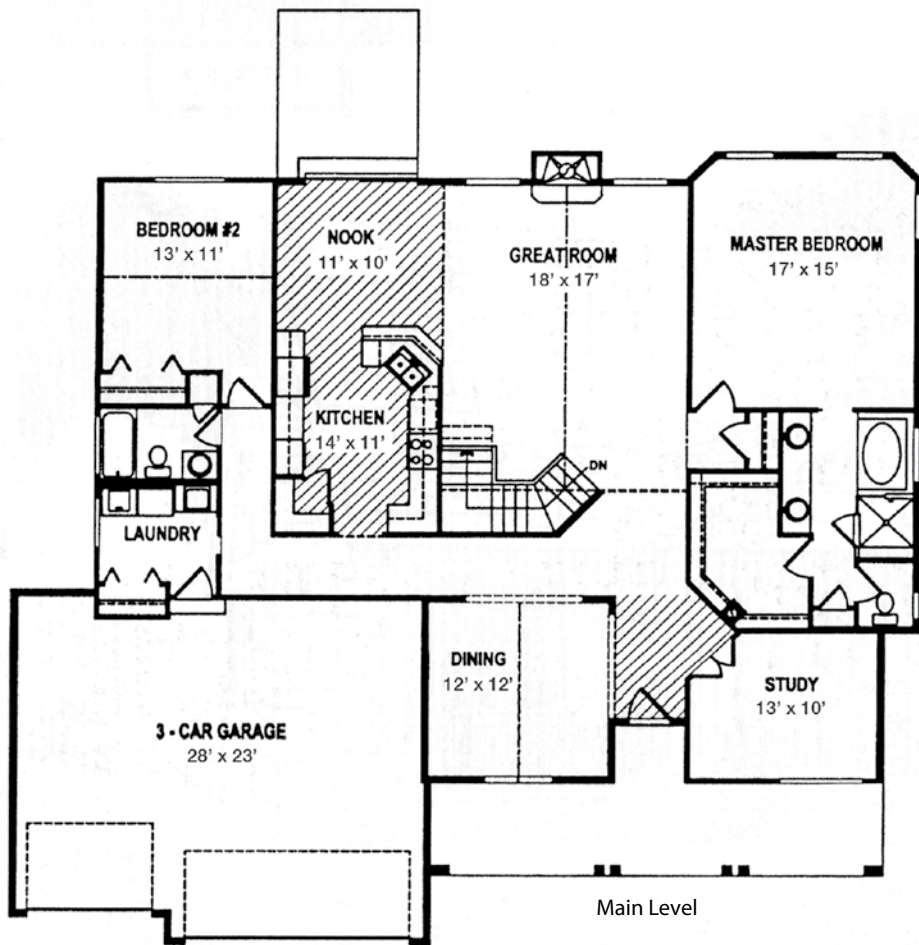 BEDROOM #2
13' x 11'
NOOK
11' x 10'
GREAT ROOM
18' x 17'
MASTER BEDROOM
17' x 15'
KITCHEN
14' x 11'
DN
LAUNDRY
DINING
12' x 12'
STUDY
13' x 10'
3 - CAR GARAGE
28' x 23'
Main Level